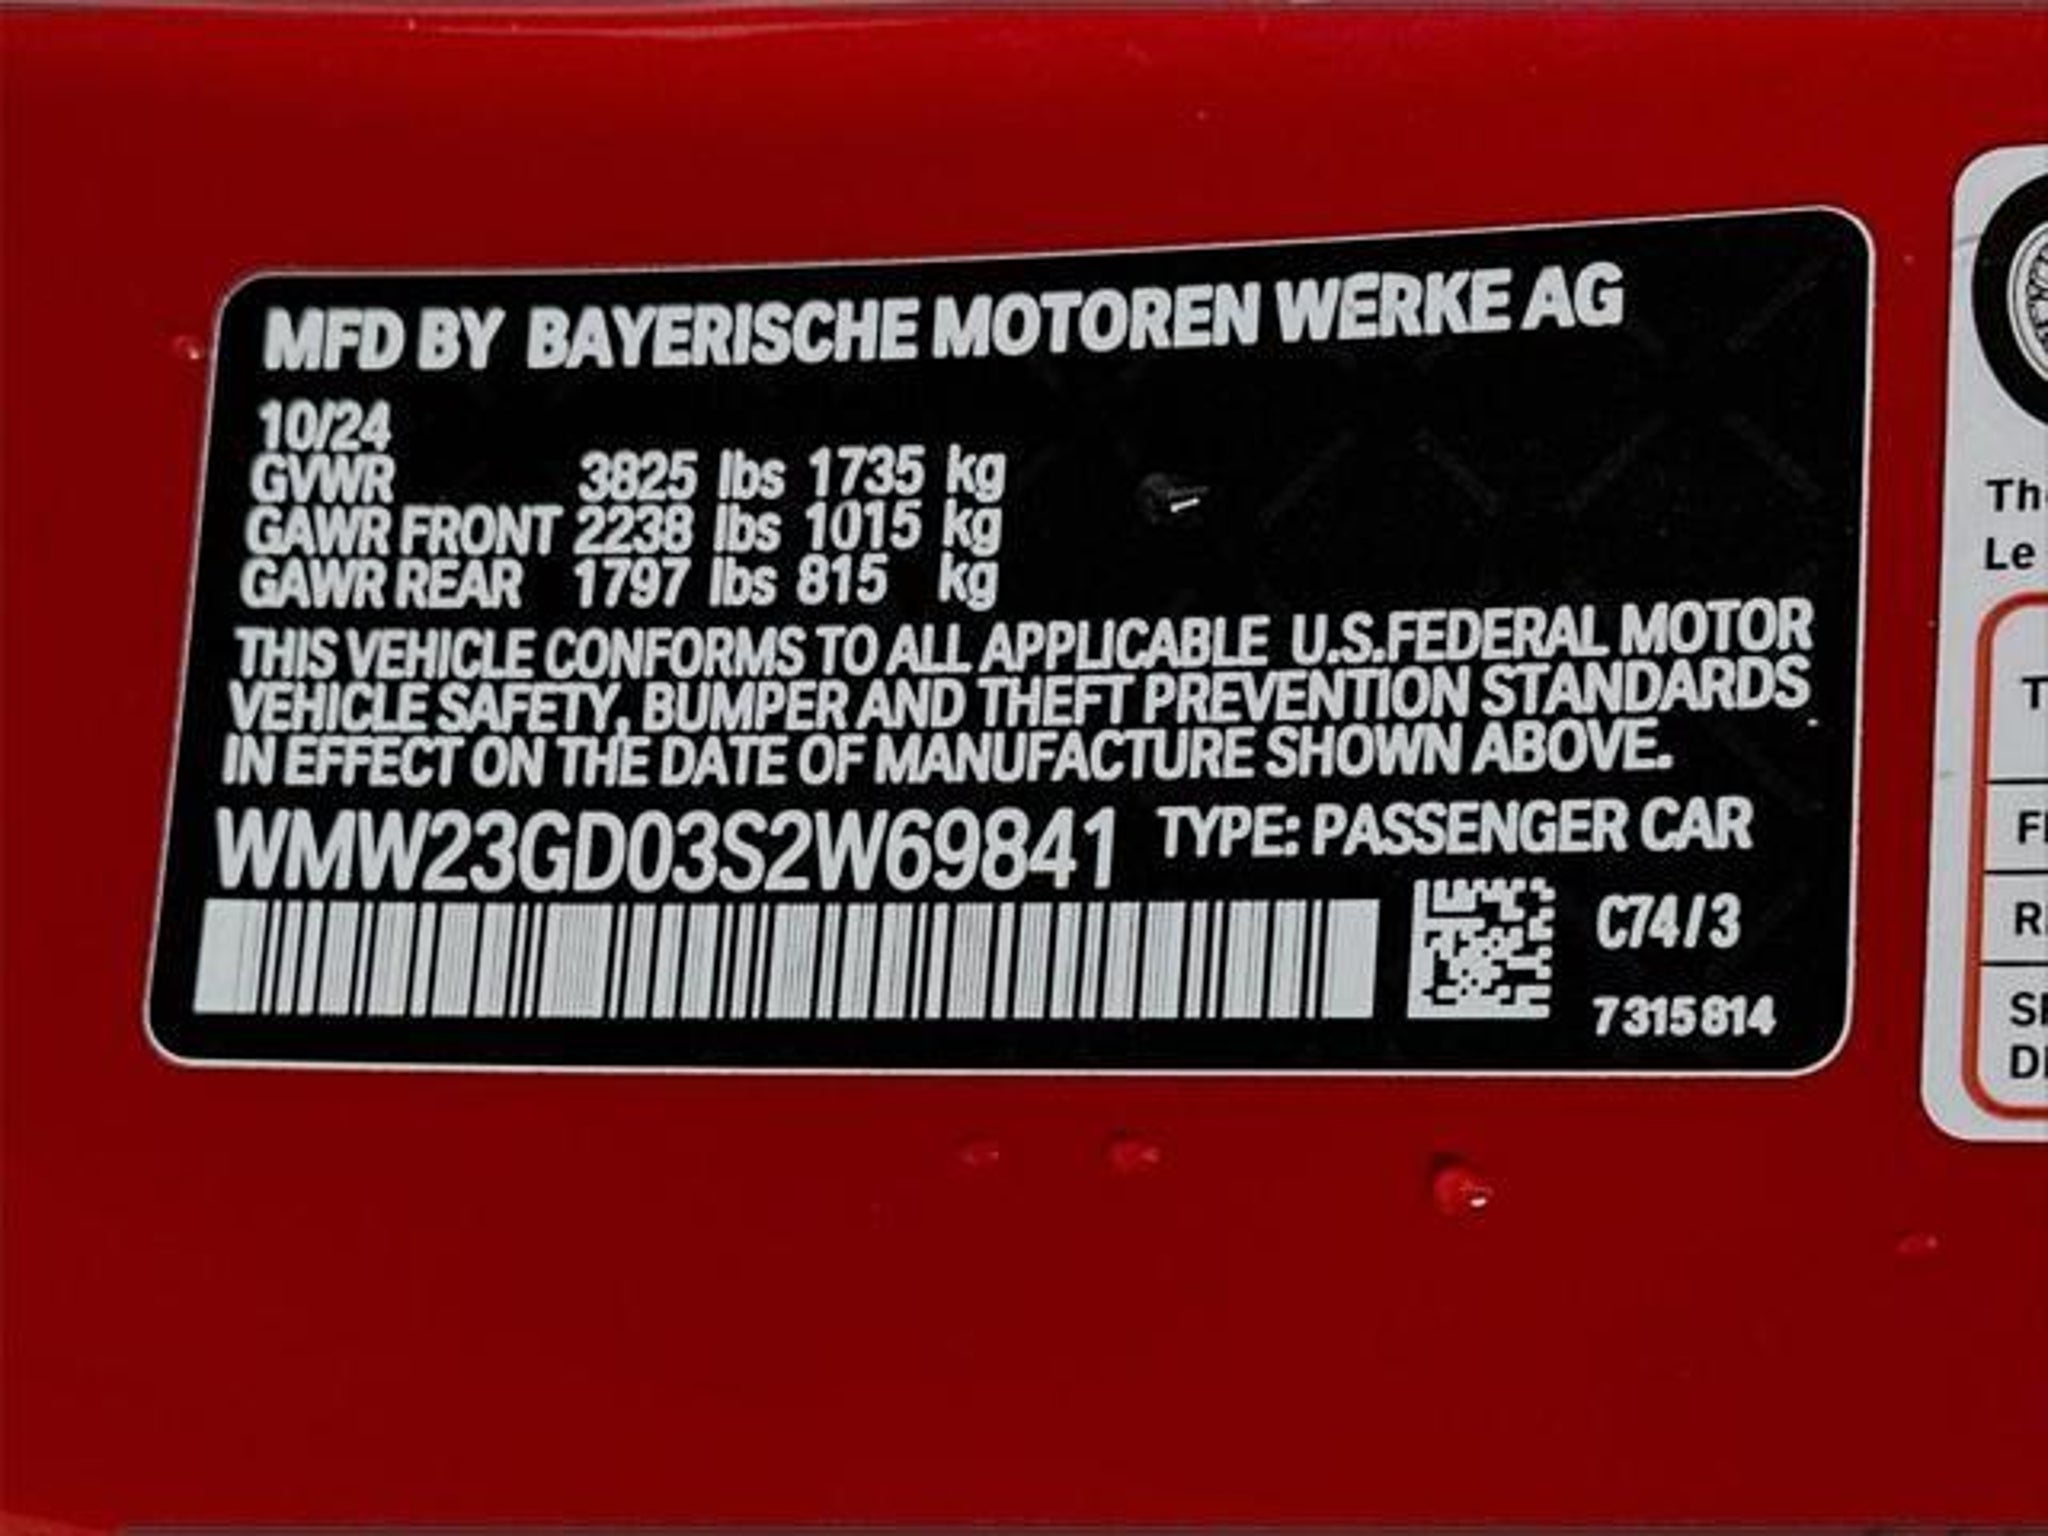 MFD BY BAYERISCHE MOTOREN WERKE AG
10/24
GVWR 3825 lbs 1735 kg
GAWR FRONT 2238 lbs 1015 kg
GAWR REAR 1797 lbs 815 kg
THIS VEHICLE CONFORMS TO ALL APPLICABLE U.S.FEDERAL MOTOR
VEHICLE SAFETY, BUMPER AND THEFT PREVENTION STANDARDS
IN EFFECT ON THE DATE OF MANUFACTURE SHOWN ABOVE.
WMW23GD03S2W69841 TYPE: PASSENGER CAR
C74/3
7315814
Le